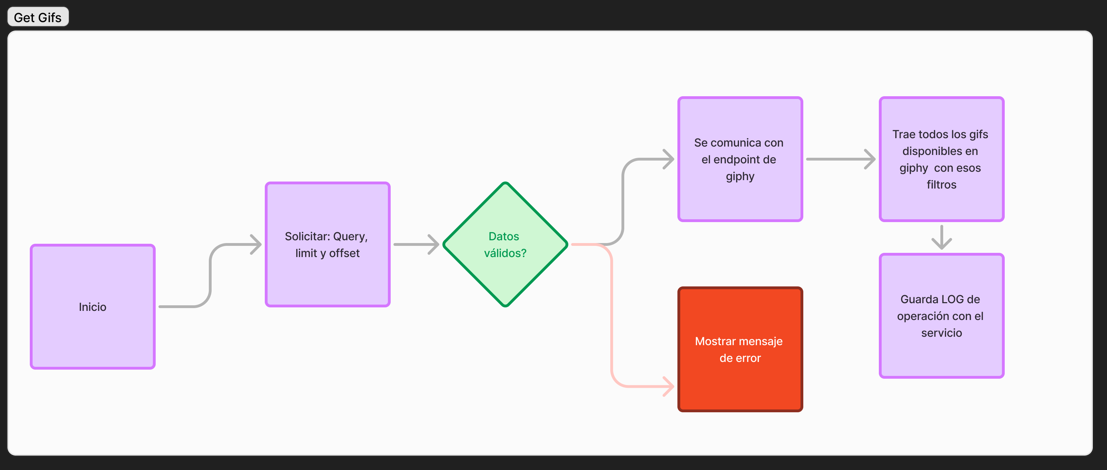 Get Gifs
Inicio
Solicitar: Query,
limit y offset
Datos
válidos?
Se comunica con
el endpoint de
giphy
Trae todos los gifs
disponibles en
giphy  con esos
filtros
Guarda LOG de
operación con el
servicio
Mostrar mensaje
de error